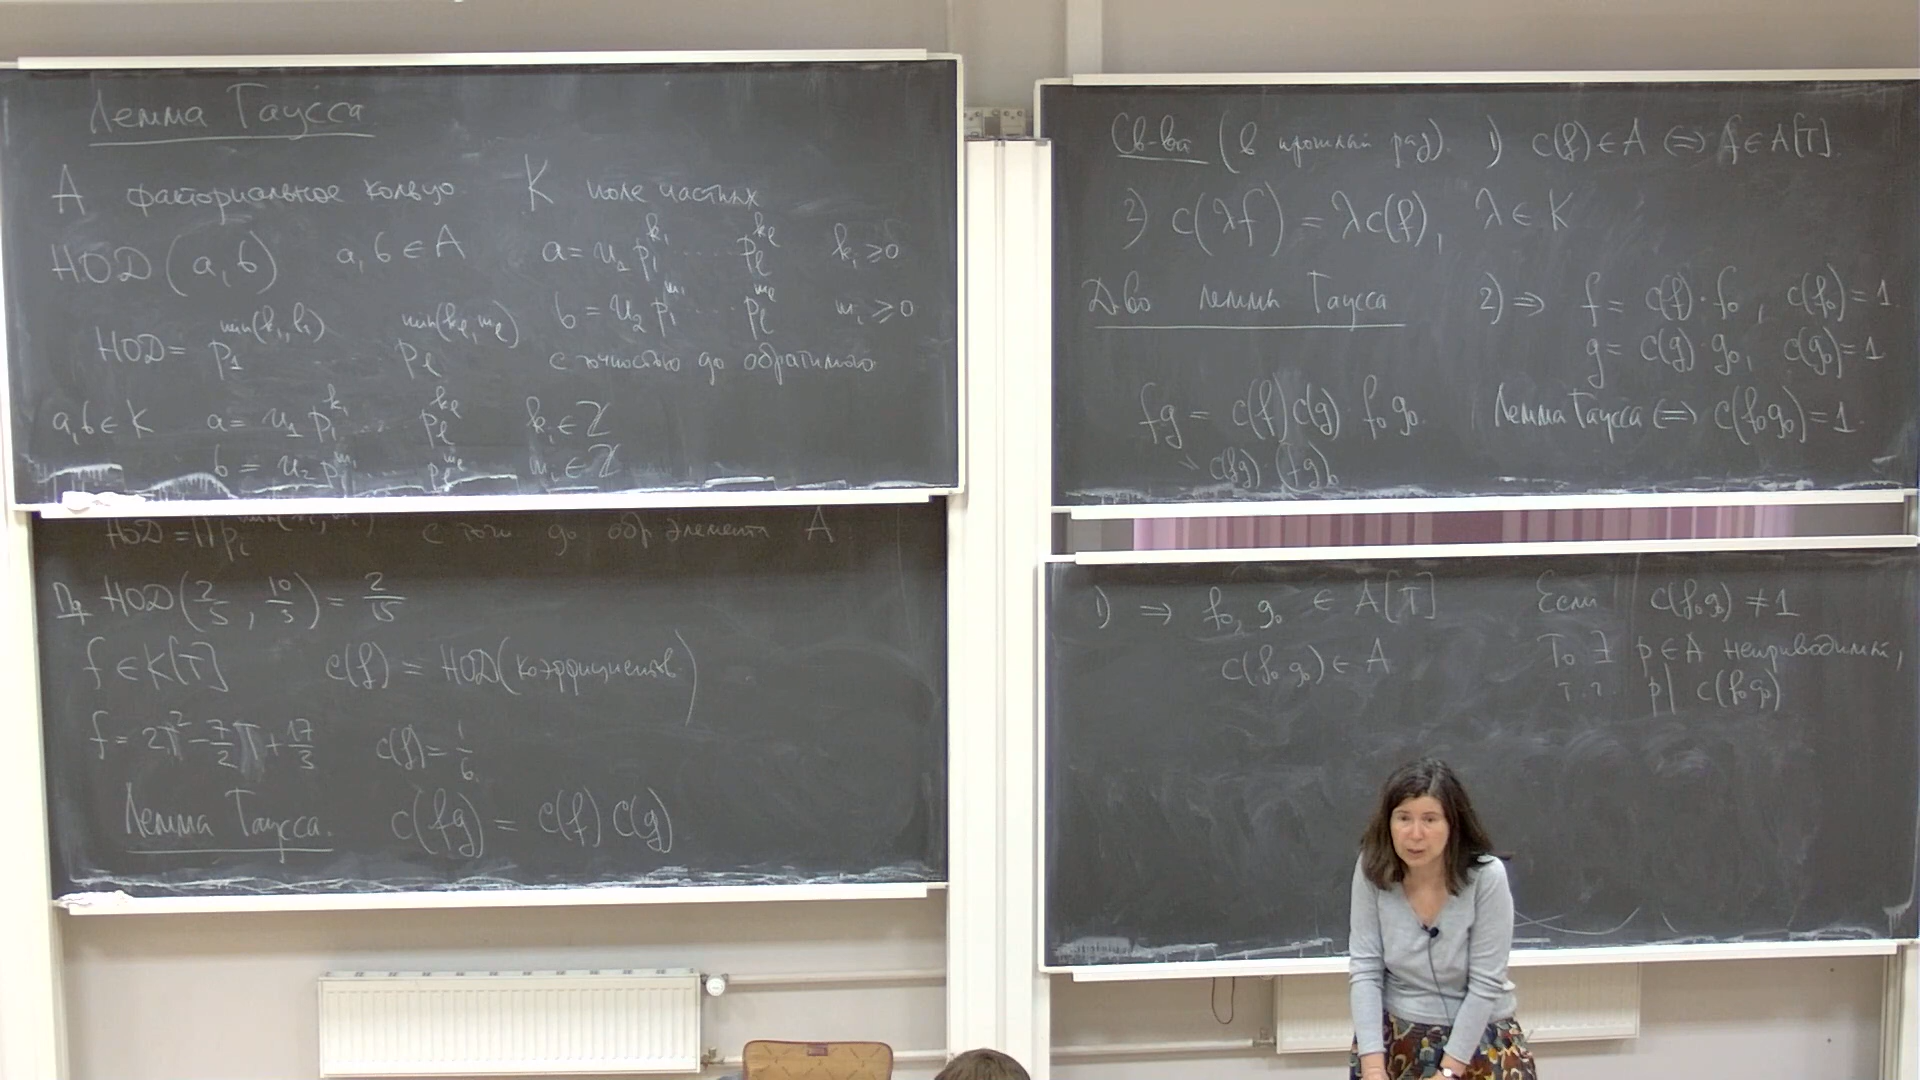 Лемма Гаусса
A факториальное кольцо K поле частных
НОД (a, b) a, b ∈ A a = u₁ p₁^{k₁} ... p_l^{k_l} k_i ≥ 0
b = u₂ p₁^{m₁} ... p_l^{m_l} m_i ≥ 0
НОД = p₁^{min(k₁, l₁)} ... p_l^{min(k_l, m_l)} с точностью до обратимого
a, b ∈ K a = u₁ p₁^{k₁} ... p_l^{k_l} k_i ∈ ℤ
b = u₂ p₁^{m₁} ... p_l^{m_l} m_i ∈ ℤ
с точн до обр элемента A
Пр НОД(2/5, 10/3) = 2/15
f ∈ K[T] c(f) = НОД(коэффициентов)
f = 2T² - 7/2 T + 17/3 c(f) = 1/6
Лемма Гаусса. c(fg) = c(f) c(g)
Св-ва (в прошлый раз). 1) c(f) ∈ A ⇔ f ∈ A[T].
2) c(λf) = λc(f), λ ∈ K
Д-во леммы Гаусса 2) ⇒ f = c(f)·f₀, c(f₀) = 1
g = c(g)·g₀, c(g₀) = 1
fg = c(f)c(g)·f₀g₀. Лемма Гаусса ⇔ c(f₀g₀) = 1.
c(fg)·(fg)₀
1) ⇒ f₀, g₀ ∈ A[T] Если c(f₀g₀) ≠ 1
c(f₀g₀) ∈ A то ∃ p ∈ A неприводимый,
т.ч. p | c(f₀g₀)